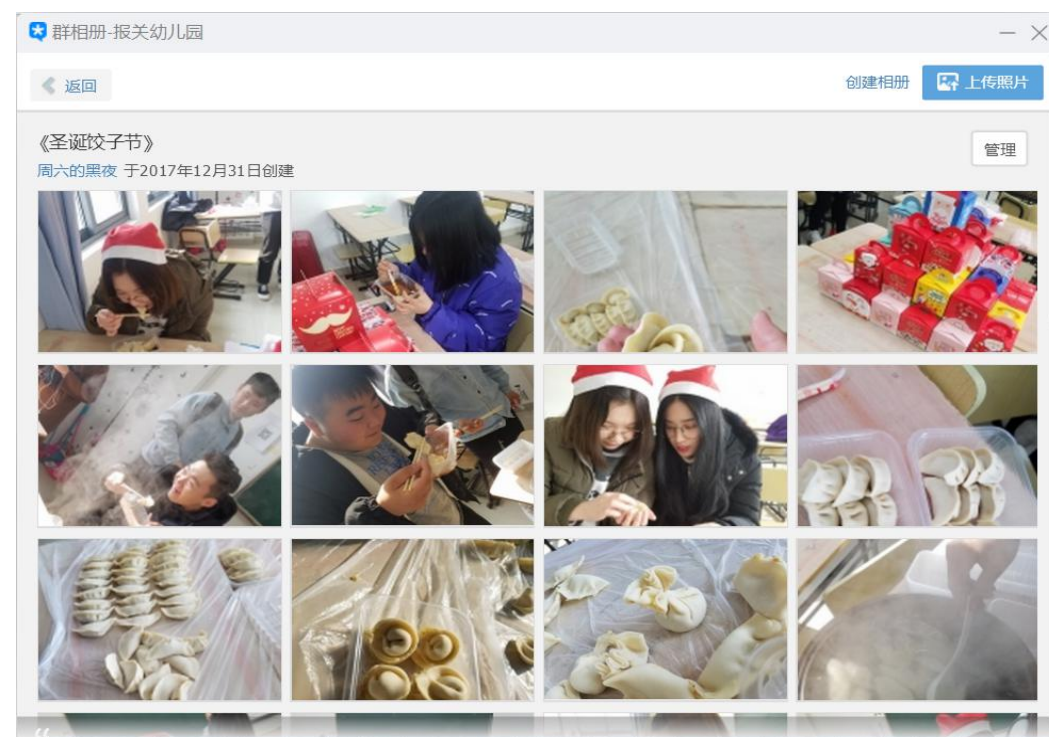 群相册-报关幼儿园
返回
创建相册
上传照片
《圣诞饺子节》
管理
周六的黑夜 于2017年12月31日创建